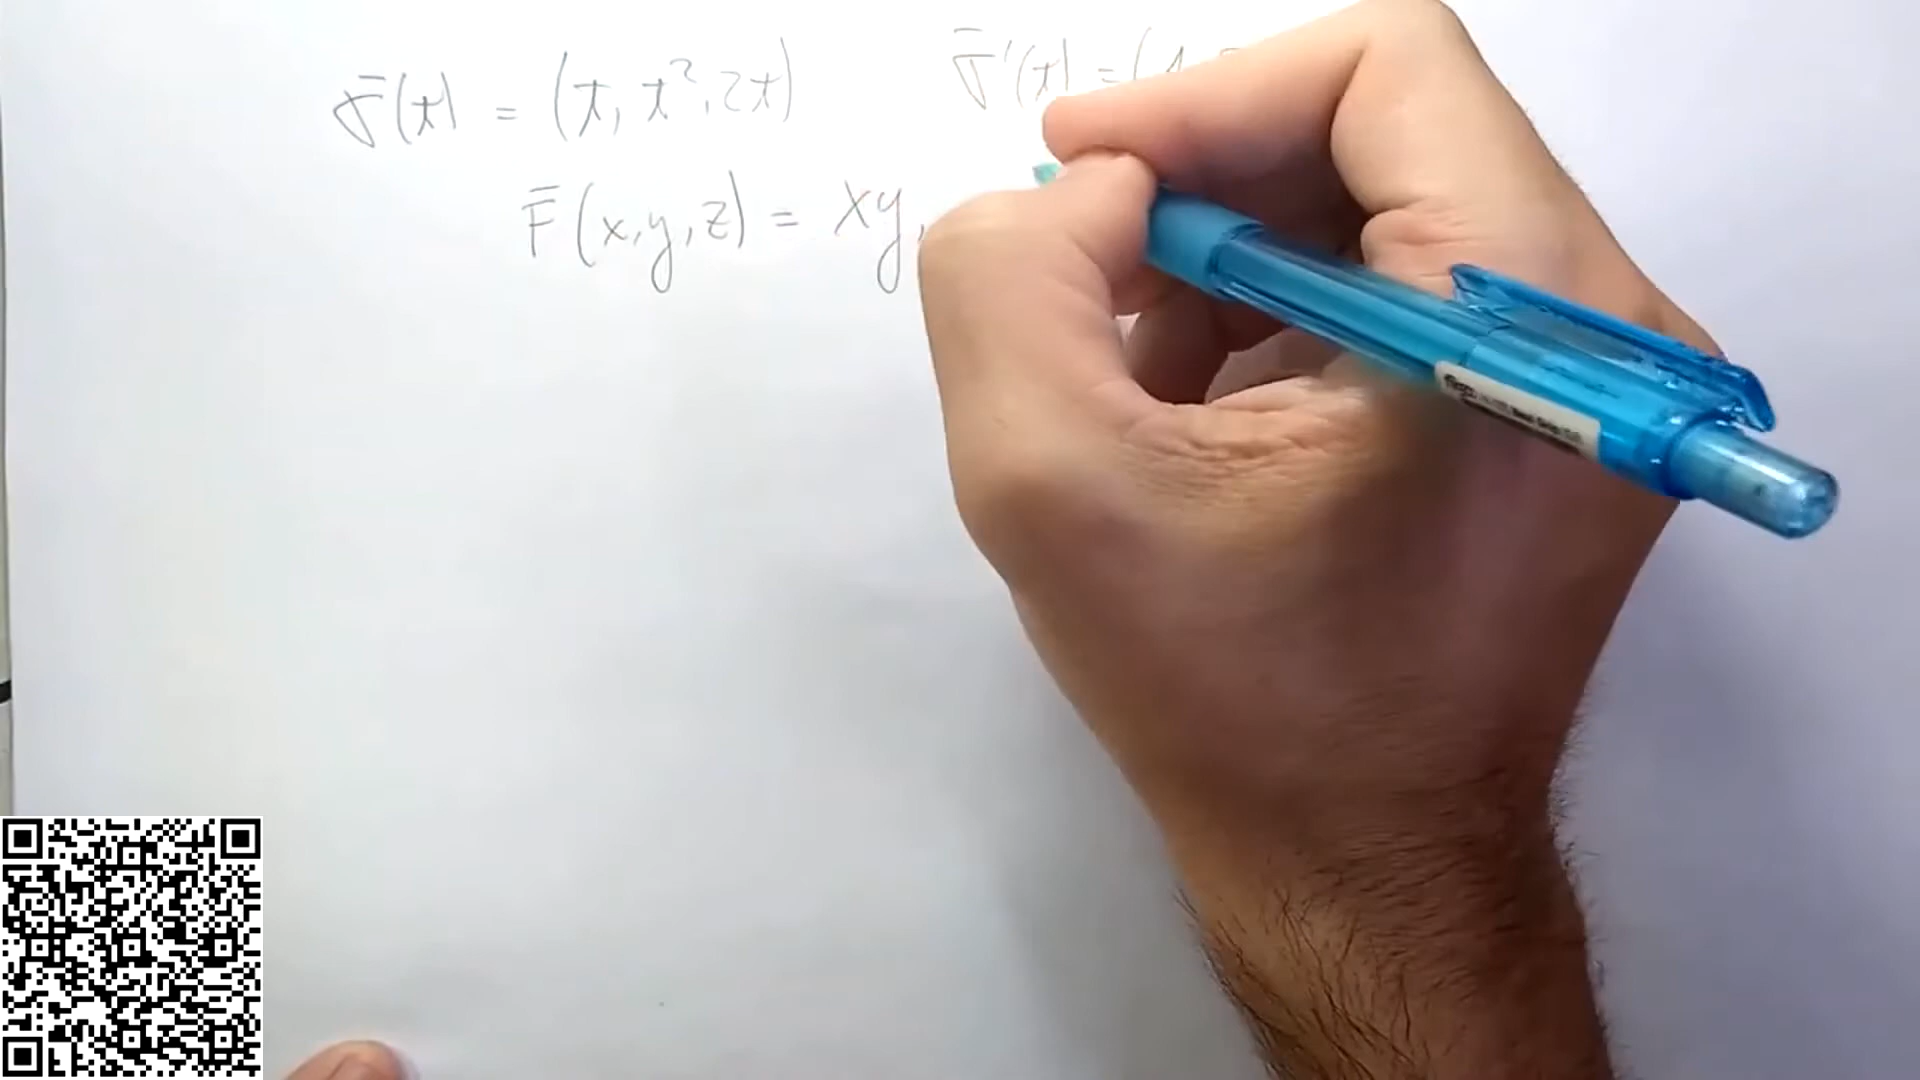 σ̄(t) = (t, t², 2t) σ̄'(t) = (1
F̄(x,y,z) = xy,